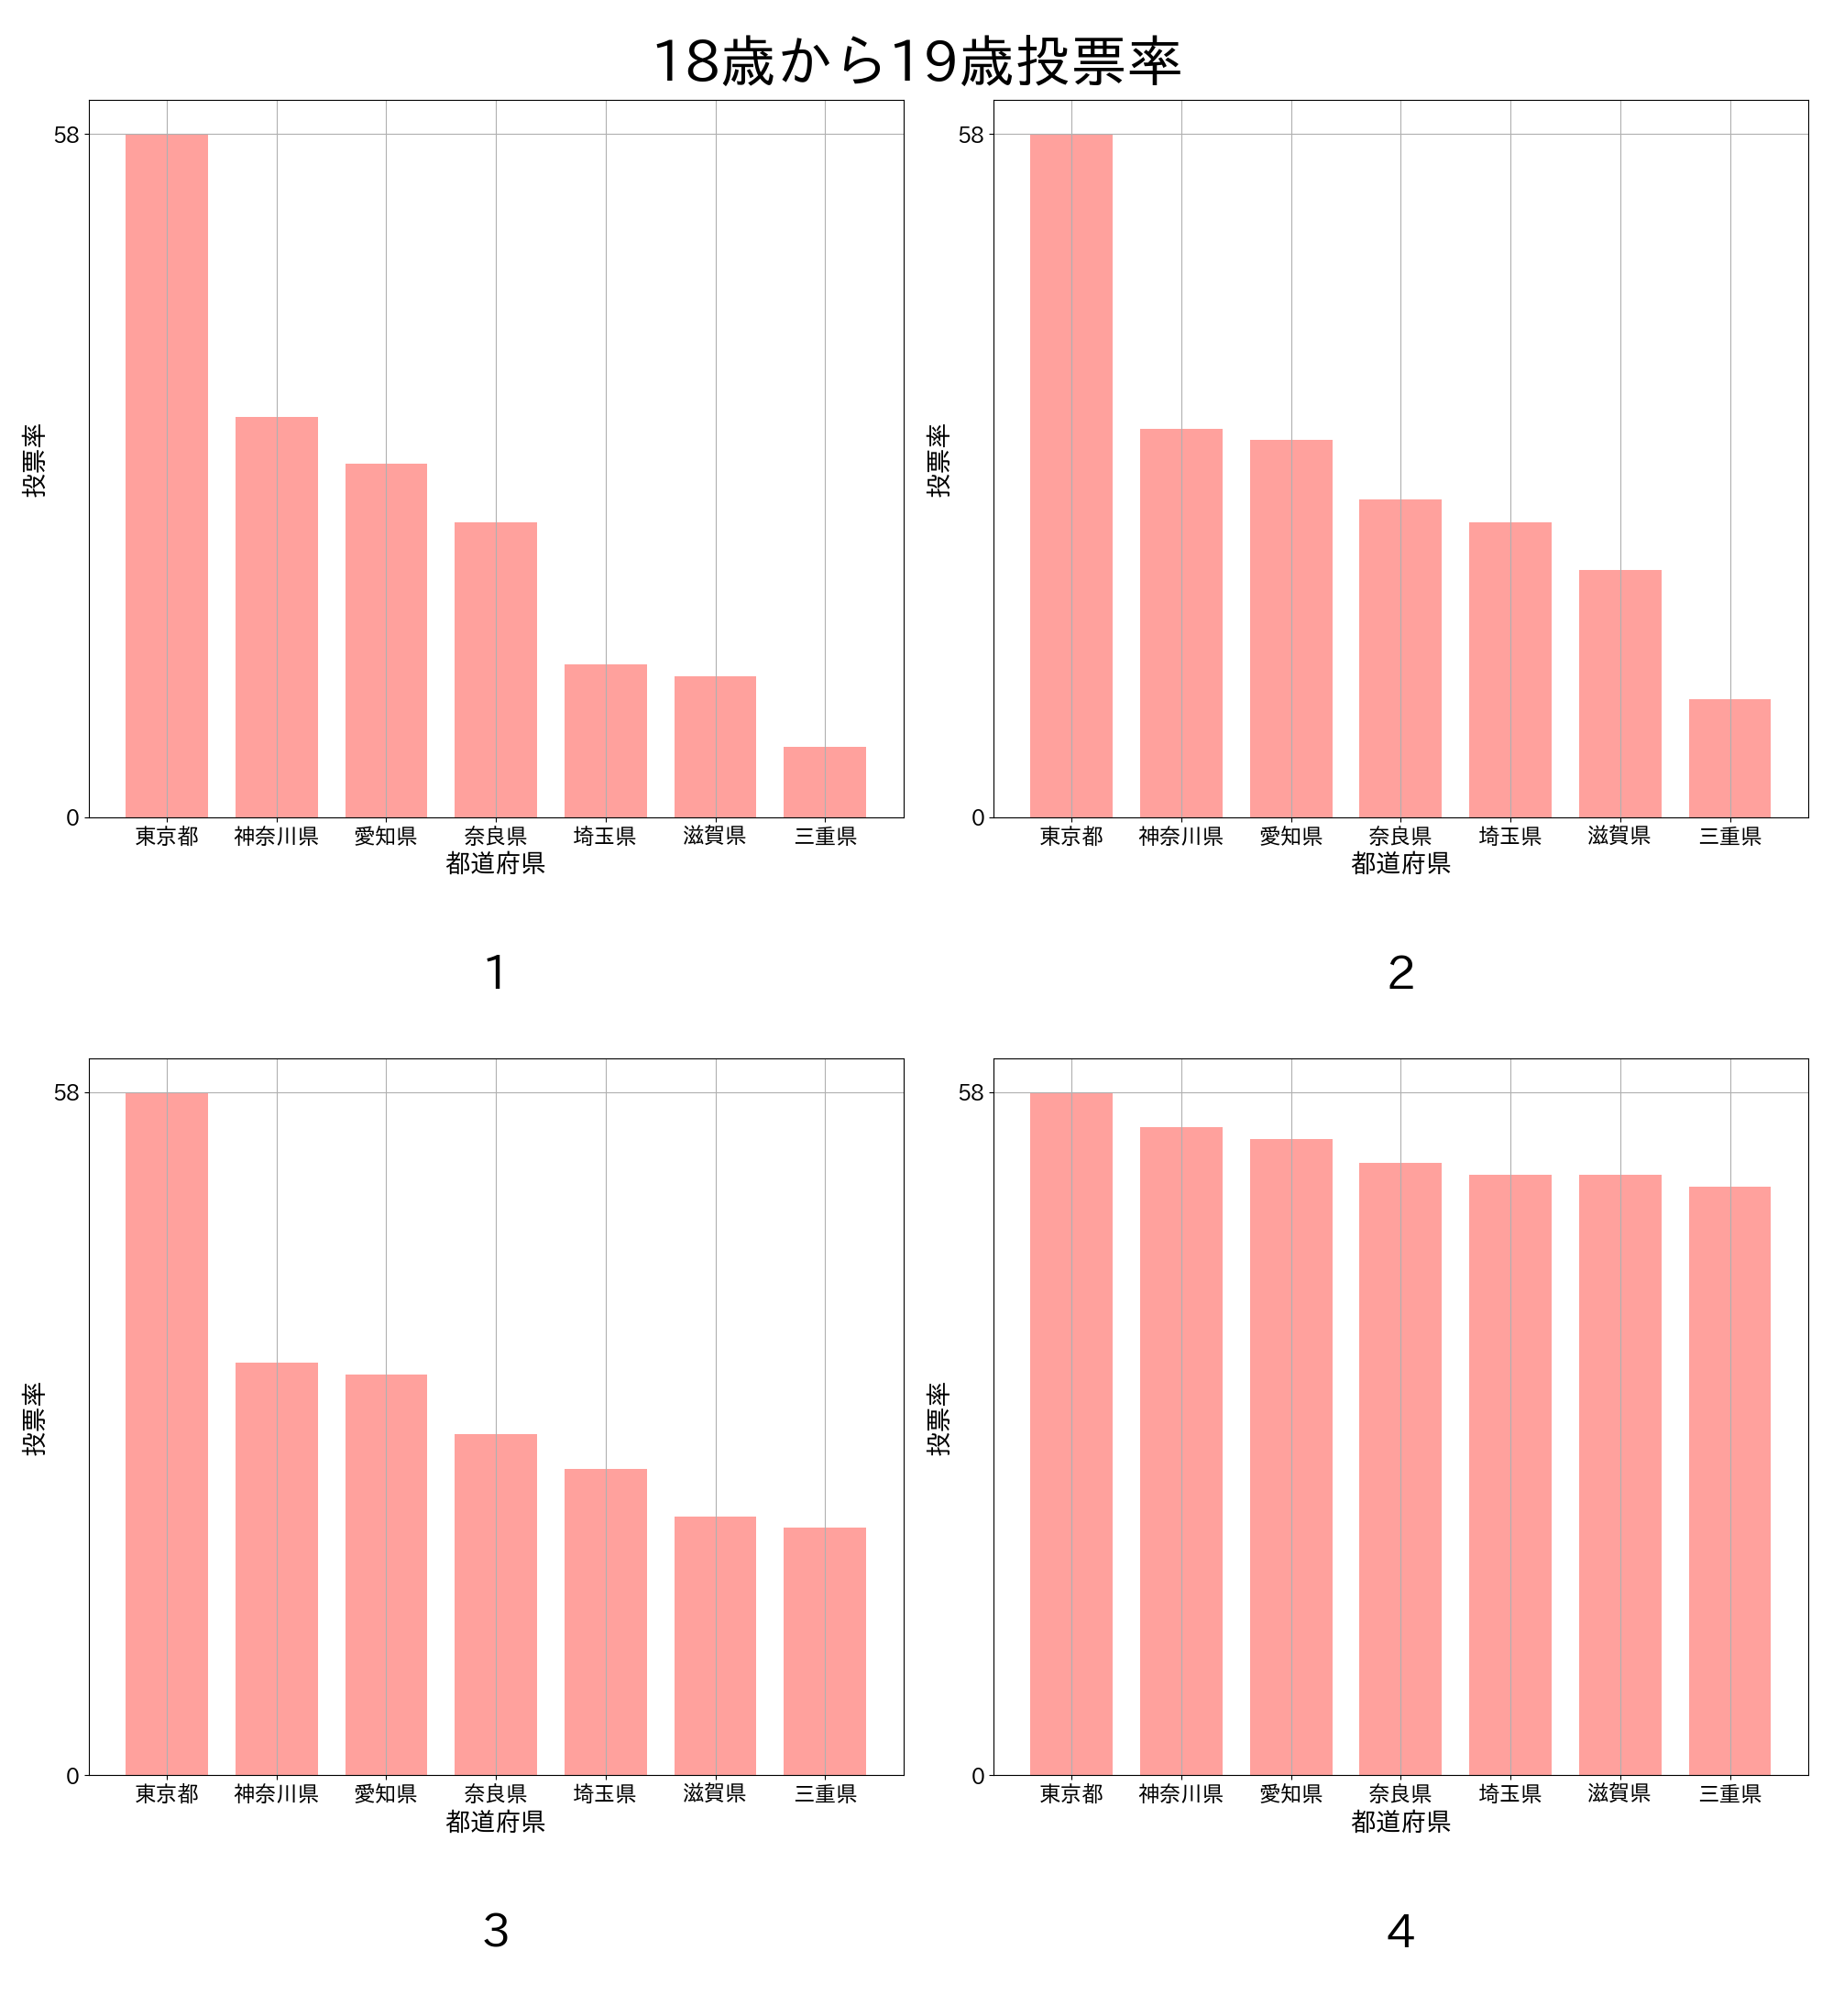 18歳から19歳投票率
58
0
投票率
東京都 神奈川県 愛知県 奈良県 埼玉県 滋賀県 三重県
都道府県
1
58
0
投票率
東京都 神奈川県 愛知県 奈良県 埼玉県 滋賀県 三重県
都道府県
2
58
0
投票率
東京都 神奈川県 愛知県 奈良県 埼玉県 滋賀県 三重県
都道府県
3
58
0
投票率
東京都 神奈川県 愛知県 奈良県 埼玉県 滋賀県 三重県
都道府県
4